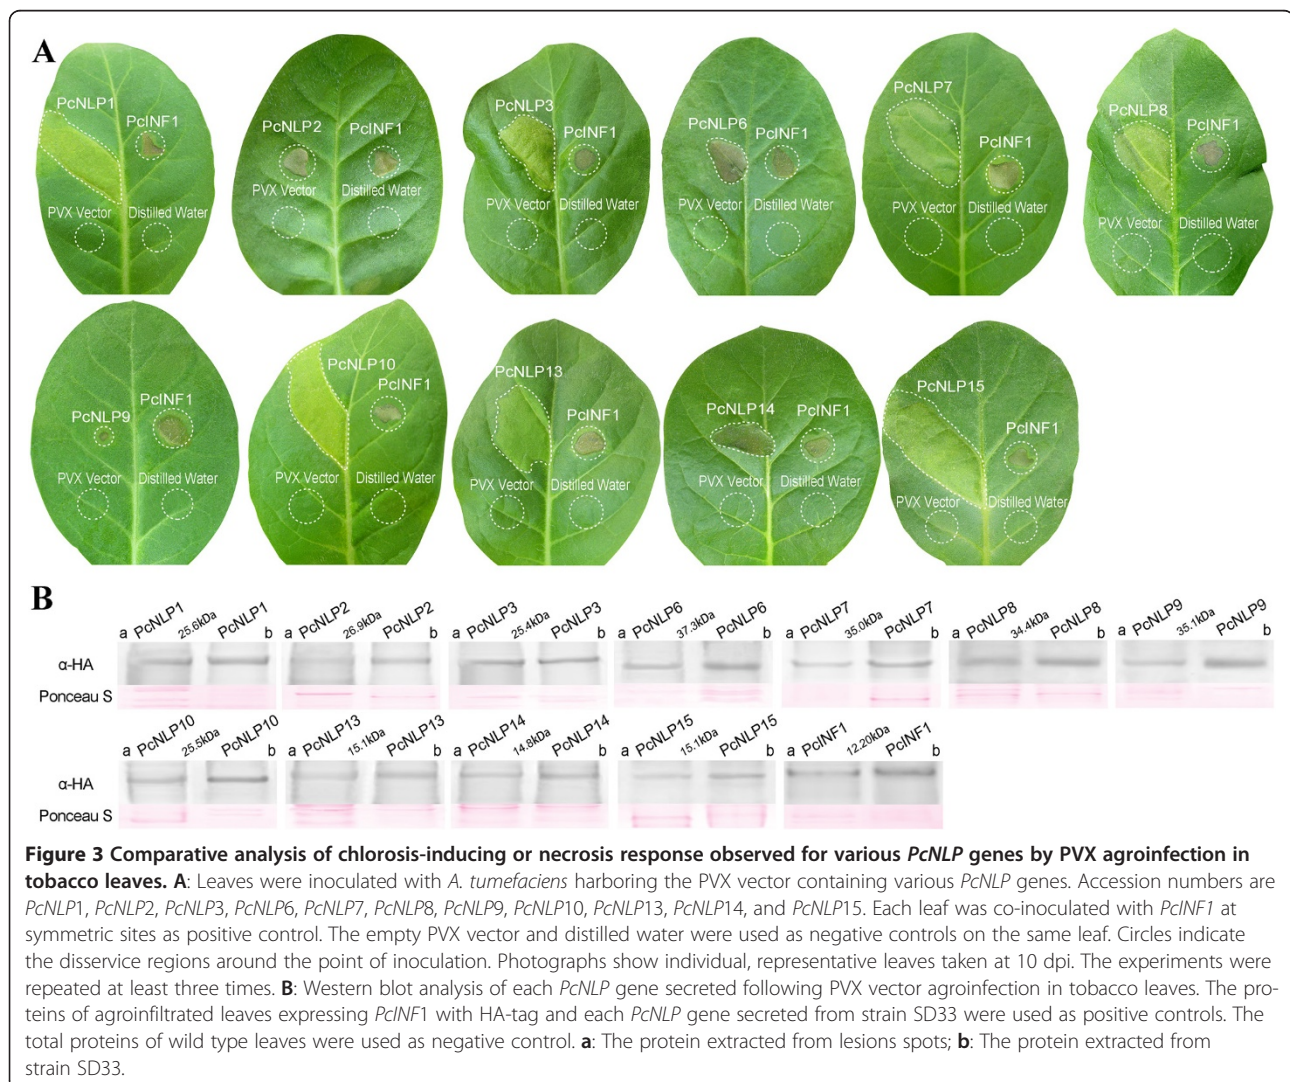 A
PcNLP1
PcINF1
PVX Vector
Distilled Water
PcNLP2
PcINF1
PVX Vector
Distilled Water
PcNLP3
PcINF1
PVX Vector
Distilled Water
PcNLP6
PcINF1
PVX Vector
Distilled Water
PcNLP7
PcINF1
PVX Vector
Distilled Water
PcNLP8
PcINF1
PVX Vector
Distilled Water
PcNLP9
PcINF1
PVX Vector
Distilled Water
PcNLP10
PcINF1
PVX Vector
Distilled Water
PcNLP13
PcINF1
PVX Vector
Distilled Water
PcNLP14
PcINF1
PVX Vector
Distilled Water
PcNLP15
PcINF1
PVX Vector
Distilled Water
B
a PcNLP1 25.6kDa PcNLP1 b
a PcNLP2 26.9kDa PcNLP2 b
a PcNLP3 25.4kDa PcNLP3 b
a PcNLP6 37.3kDa PcNLP6 b
a PcNLP7 35.0kDa PcNLP7 b
a PcNLP8 34.4kDa PcNLP8 b
a PcNLP9 35.1kDa PcNLP9 b
α-HA
Ponceau S
a PcNLP10 25.5kDa PcNLP10 b
a PcNLP13 15.1kDa PcNLP13 b
a PcNLP14 14.8kDa PcNLP14 b
a PcNLP15 15.1kDa PcNLP15 b
a PcINF1 12.20kDa PcINF1 b
α-HA
Ponceau S
Figure 3 Comparative analysis of chlorosis-inducing or necrosis response observed for various PcNLP genes by PVX agroinfection in
tobacco leaves. A: Leaves were inoculated with A. tumefaciens harboring the PVX vector containing various PcNLP genes. Accession numbers are
PcNLP1, PcNLP2, PcNLP3, PcNLP6, PcNLP7, PcNLP8, PcNLP9, PcNLP10, PcNLP13, PcNLP14, and PcNLP15. Each leaf was co-inoculated with PcINF1 at
symmetric sites as positive control. The empty PVX vector and distilled water were used as negative controls on the same leaf. Circles indicate
the disservice regions around the point of inoculation. Photographs show individual, representative leaves taken at 10 dpi. The experiments were
repeated at least three times. B: Western blot analysis of each PcNLP gene secreted following PVX vector agroinfection in tobacco leaves. The pro-
teins of agroinfiltrated leaves expressing PcINF1 with HA-tag and each PcNLP gene secreted from strain SD33 were used as positive controls. The
total proteins of wild type leaves were used as negative control. a: The protein extracted from lesions spots; b: The protein extracted from
strain SD33.